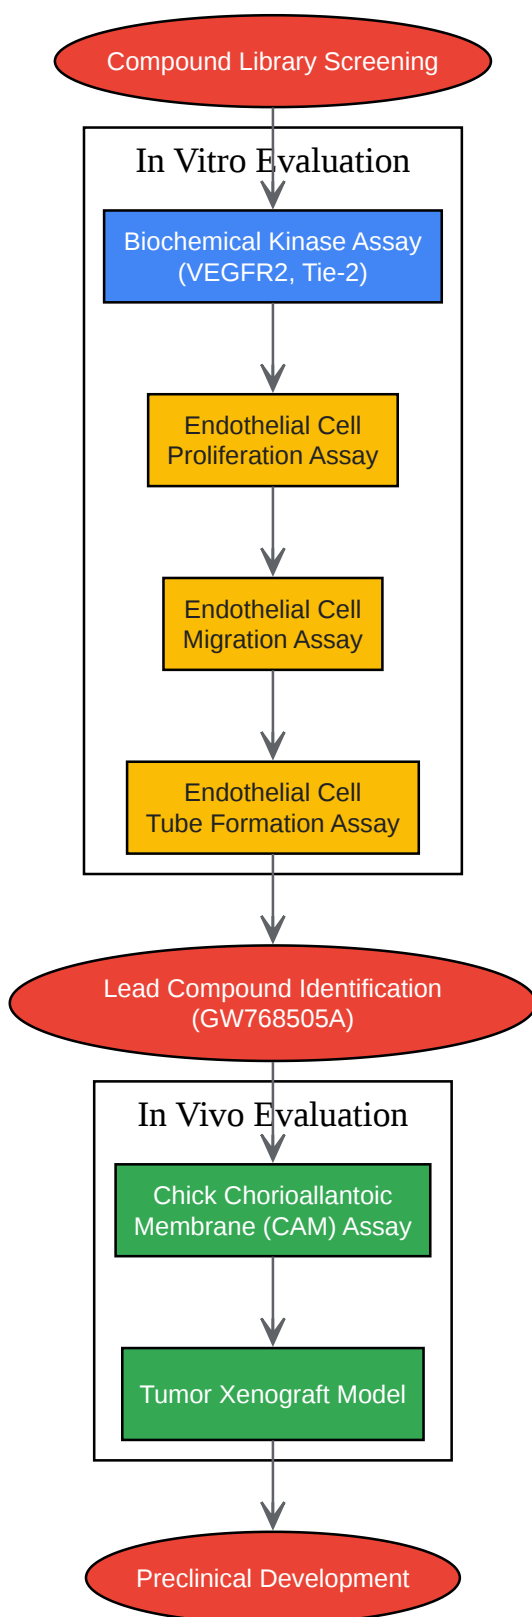 Compound Library Screening
In Vitro Evaluation
Biochemical Kinase Assay
(VEGFR2, Tie-2)
Endothelial Cell
Proliferation Assay
Endothelial Cell
Migration Assay
Endothelial Cell
Tube Formation Assay
Lead Compound Identification
(GW768505A)
In Vivo Evaluation
Chick Chorioallantoic
Membrane (CAM) Assay
Tumor Xenograft Model
Preclinical Development